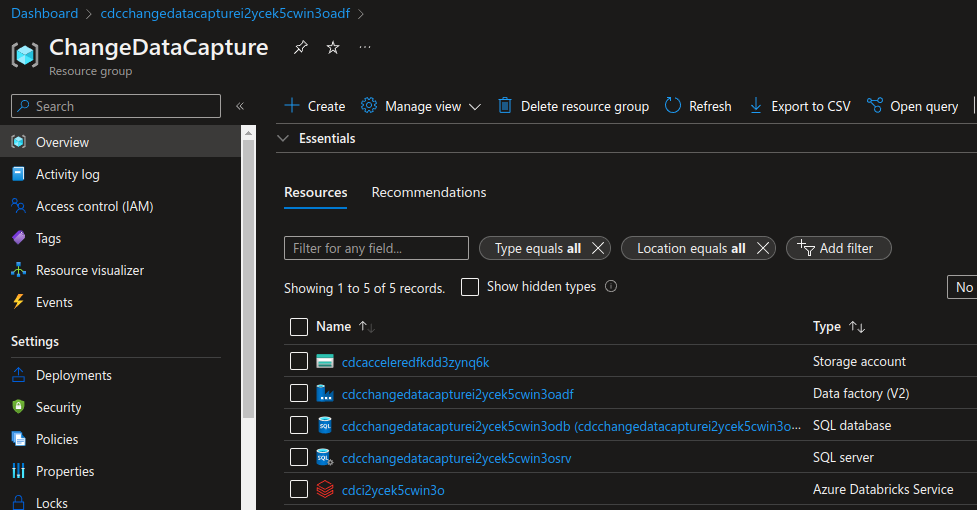 Dashboard > cdcchangedatacapturei2ycek5cwin3oadf >
ChangeDataCapture ...
Resource group
Search «
Create Manage view Delete resource group Refresh Export to CSV Open query
Overview
Activity log
Access control (IAM)
Tags
Resource visualizer
Events
Settings
Deployments
Security
Policies
Properties
Locks
Essentials
Resources Recommendations
Filter for any field... Type equals all Location equals all Add filter
Showing 1 to 5 of 5 records. Show hidden types
No
Name Type
cdcacceleredfkdd3zynq6k Storage account
cdcchangedatacapturei2ycek5cwin3oadf Data factory (V2)
cdcchangedatacapturei2ycek5cwin3odb (cdcchangedatacapturei2ycek5cwin3o... SQL database
cdcchangedatacapturei2ycek5cwin3osrv SQL server
cdci2ycek5cwin3o Azure Databricks Service